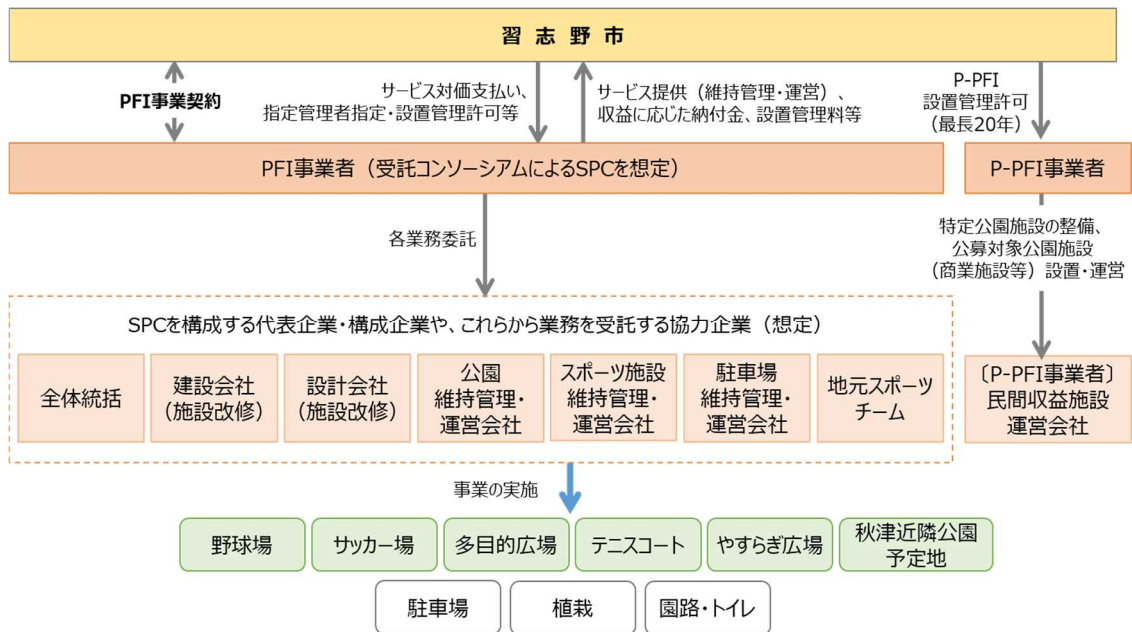 習志野市
PFI事業契約
サービス対価支払い、
指定管理者指定・設置管理許可等
サービス提供（維持管理・運営）、
収益に応じた納付金、設置管理料等
P-PFI
設置管理許可
（最長20年）
PFI事業者（受託コンソーシアムによるSPCを想定）
P-PFI事業者
各業務委託
特定公園施設の整備、
公募対象公園施設
（商業施設等）設置・運営
SPCを構成する代表企業・構成企業や、これらから業務を受託する協力企業（想定）
全体統括
建設会社
（施設改修）
設計会社
（施設改修）
公園
維持管理・
運営会社
スポーツ施設
維持管理・
運営会社
駐車場
維持管理・
運営会社
地元スポーツ
チーム
〔P-PFI事業者〕
民間収益施設
運営会社
事業の実施
野球場
サッカー場
多目的広場
テニスコート
やすらぎ広場
秋津近隣公園
予定地
駐車場
植栽
園路・トイレ